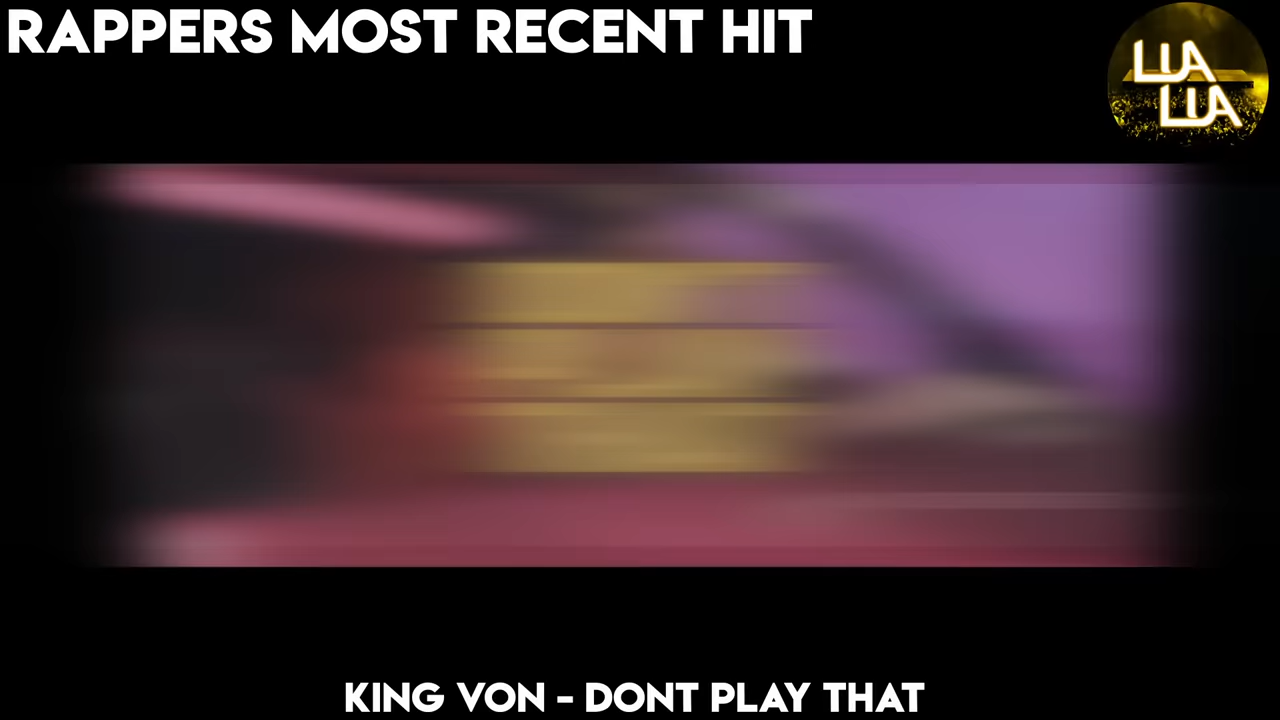 RAPPERS MOST RECENT HIT
LUA
LUA
KING VON - DONT PLAY THAT